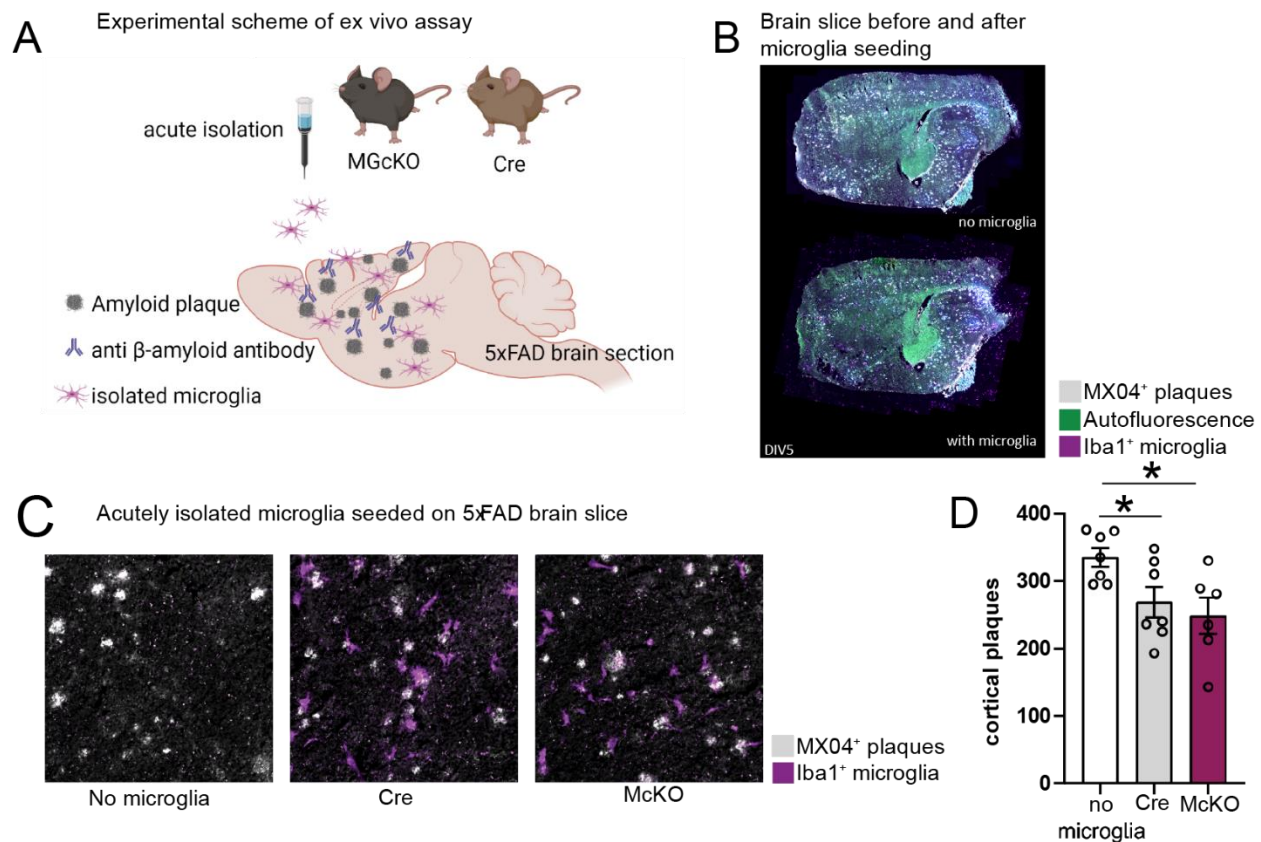 A
Experimental scheme of ex vivo assay
acute isolation
MGcKO
Cre
Amyloid plaque
anti β-amyloid antibody
isolated microglia
5xFAD brain section
B
Brain slice before and after
microglia seeding
no microglia
with microglia
DIV5
MX04⁺ plaques
Autofluorescence
Iba1⁺ microglia
C
Acutely isolated microglia seeded on 5xFAD brain slice
No microglia
Cre
McKO
MX04⁺ plaques
Iba1⁺ microglia
D
*
*
cortical plaques
400
300
200
100
0
no
microglia
Cre
McKO